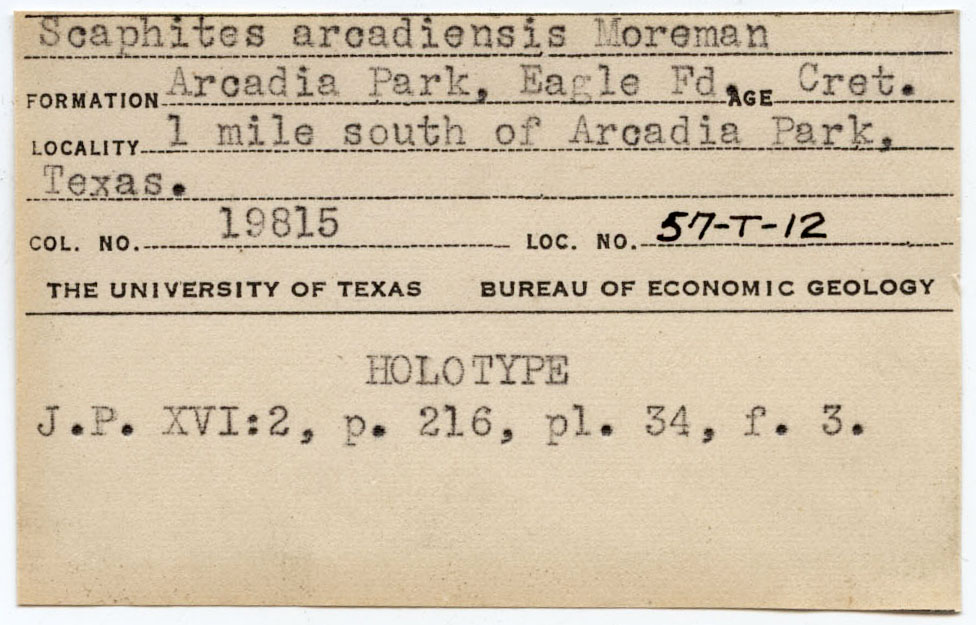 Scaphites arcadiensis Moreman
FORMATION Arcadia Park, Eagle Fd. AGE Cret.
LOCALITY 1 mile south of Arcadia Park,
Texas.
COL. NO. 19815 LOC. NO. 57-T-12
THE UNIVERSITY OF TEXAS BUREAU OF ECONOMIC GEOLOGY
HOLOTYPE
J.P. XVI:2, p. 216, pl. 34, f. 3.